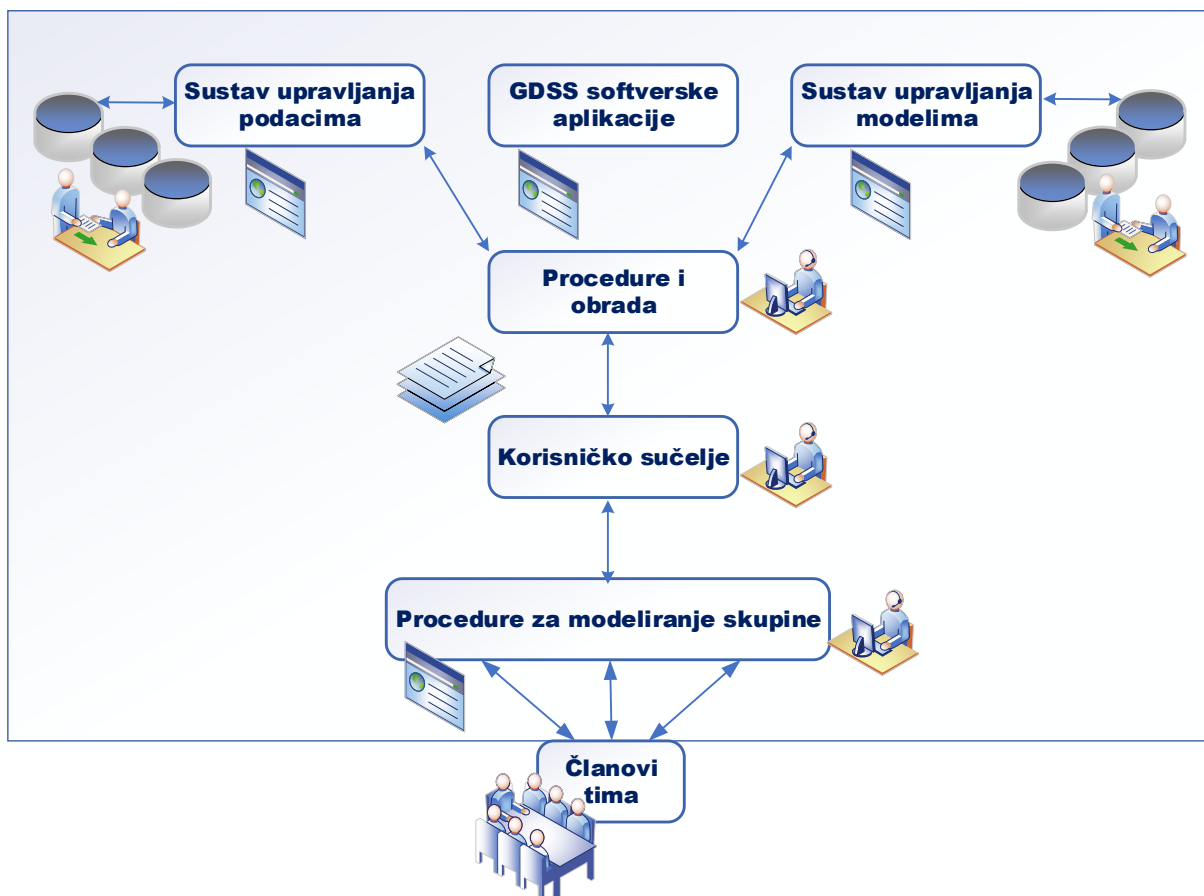 Sustav upravljanja
podacima
GDSS softverske
aplikacije
Sustav upravljanja
modelima
Procedure i
obrada
Korisničko sučelje
Procedure za modeliranje skupine
Članovi
tima